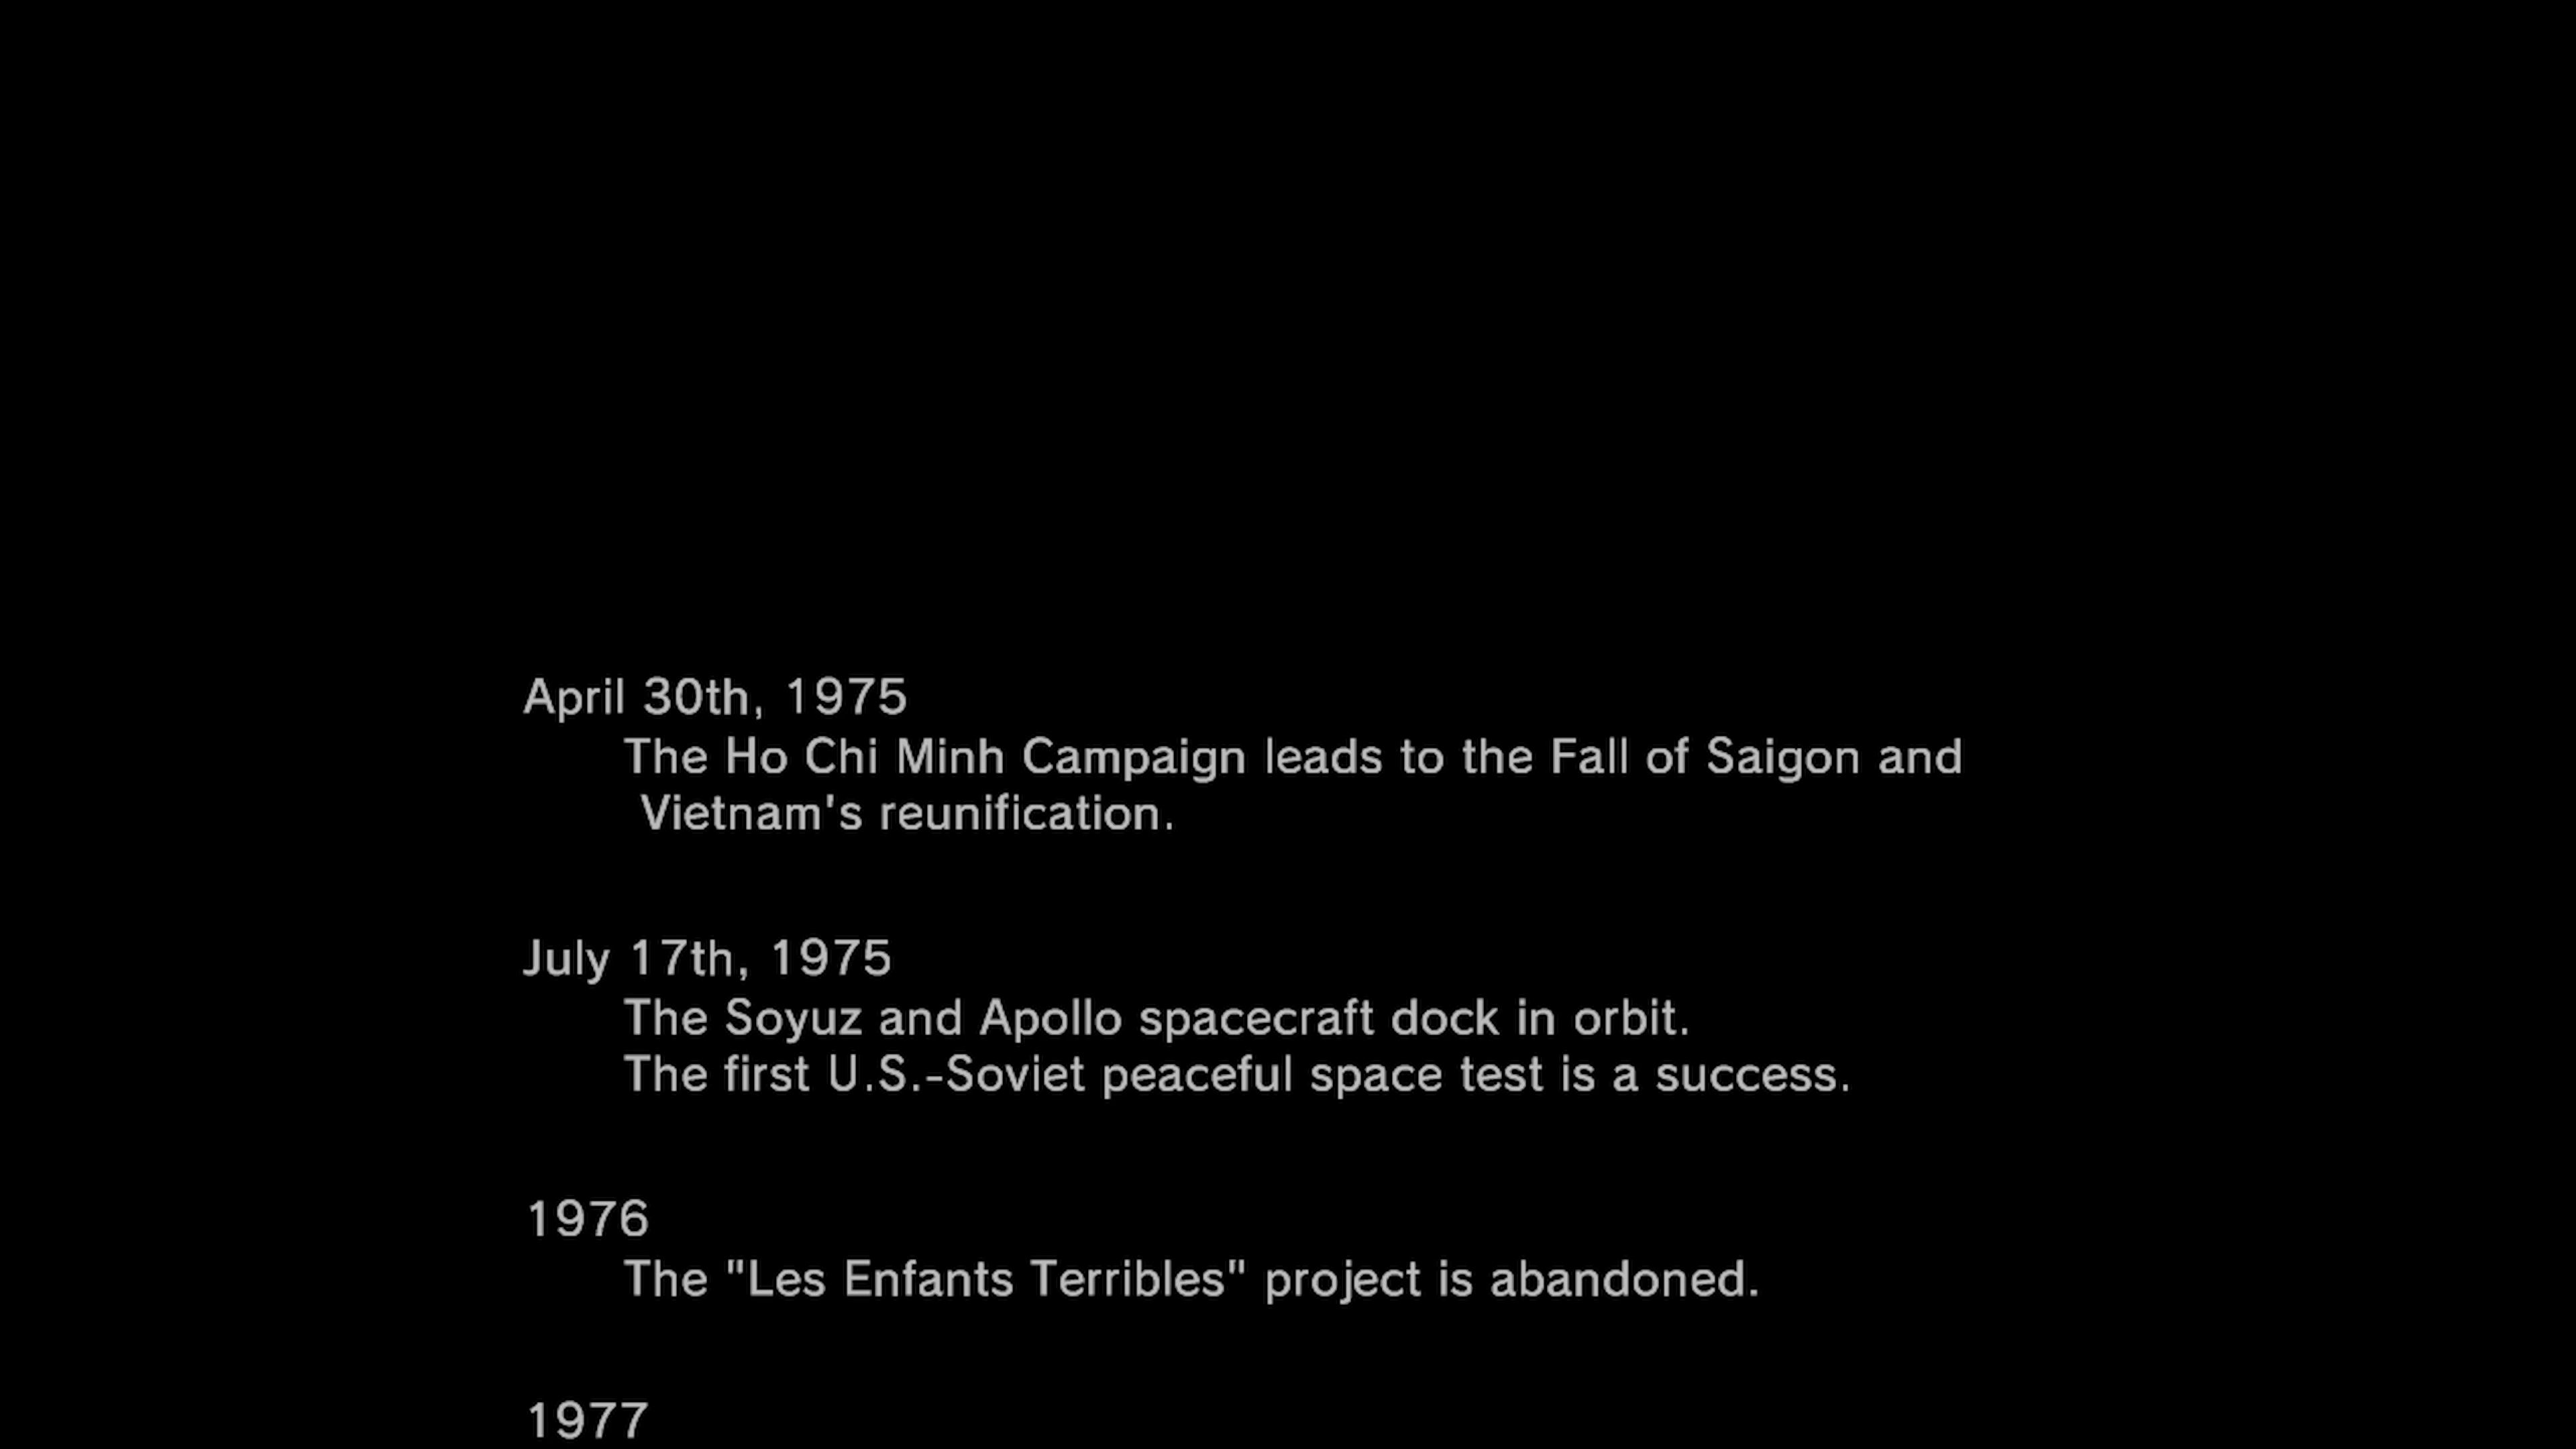 April 30th, 1975
The Ho Chi Minh Campaign leads to the Fall of Saigon and
Vietnam's reunification.
July 17th, 1975
The Soyuz and Apollo spacecraft dock in orbit.
The first U.S.-Soviet peaceful space test is a success.
1976
The "Les Enfants Terribles" project is abandoned.
1977